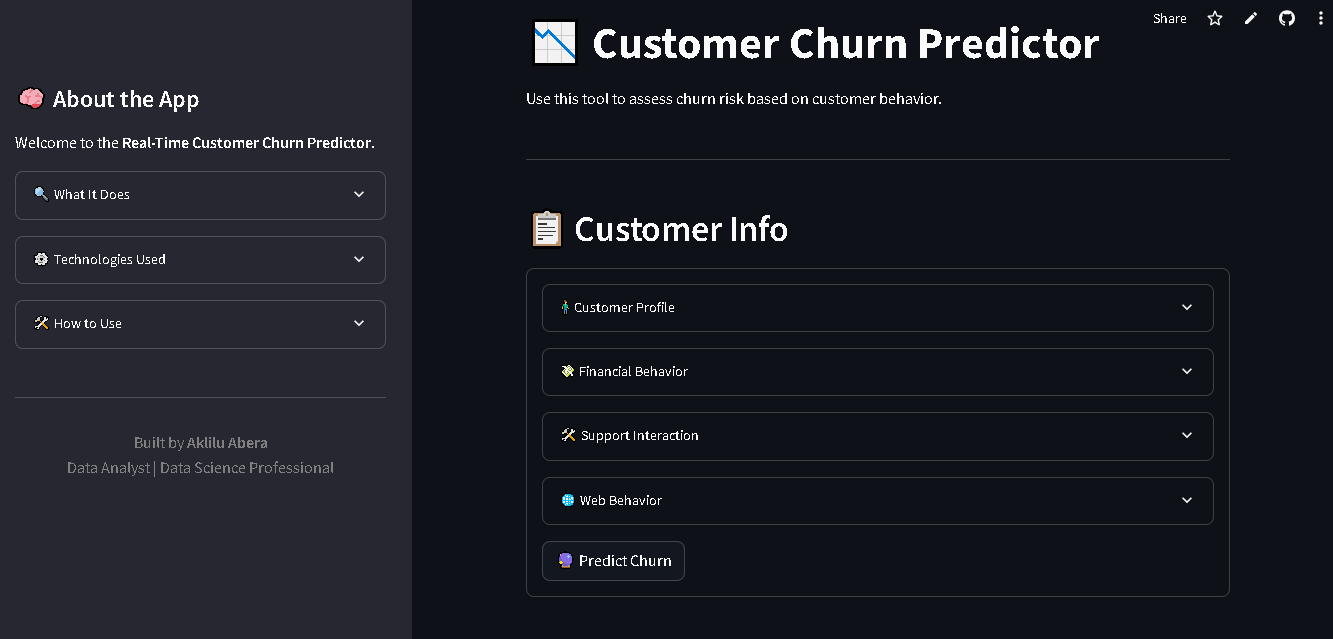 Share
About the App
Welcome to the Real-Time Customer Churn Predictor.
What It Does
Technologies Used
How to Use
Built by Aklilu Abera
Data Analyst | Data Science Professional
Customer Churn Predictor
Use this tool to assess churn risk based on customer behavior.
Customer Info
Customer Profile
Financial Behavior
Support Interaction
Web Behavior
Predict Churn